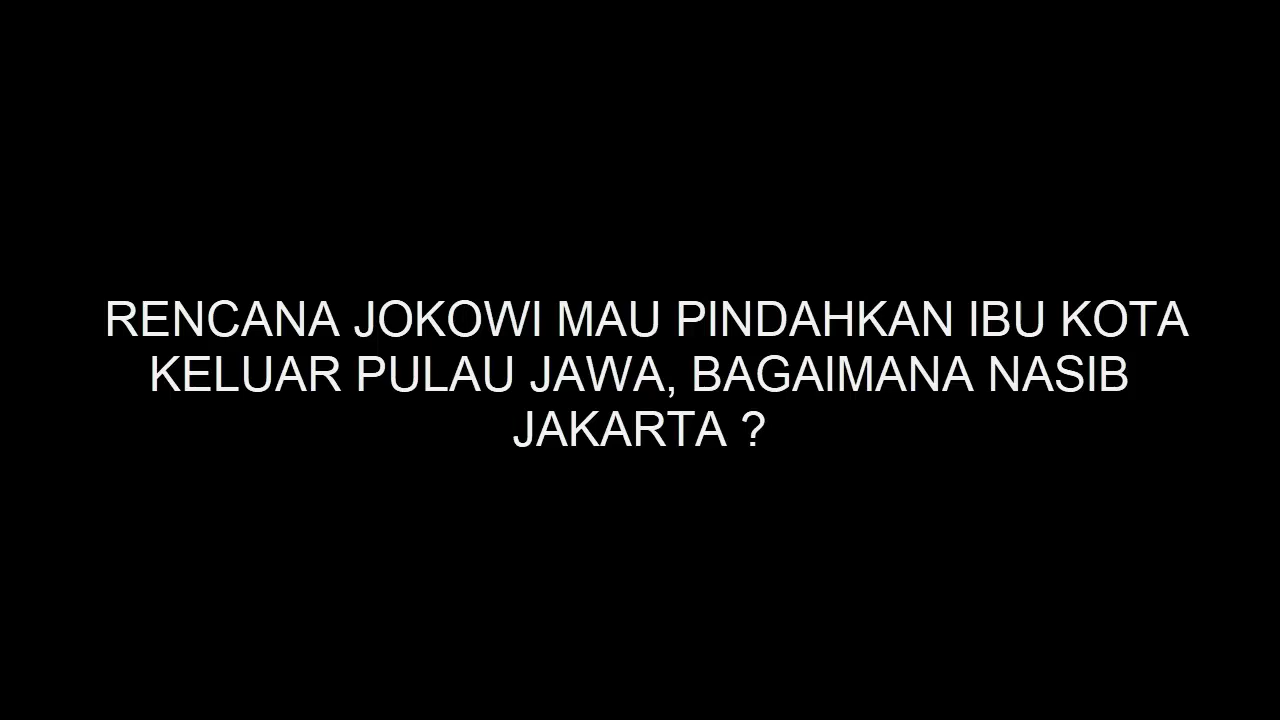 RENCANA JOKOWI MAU PINDAHKAN IBU KOTA
KELUAR PULAU JAWA, BAGAIMANA NASIB
JAKARTA ?